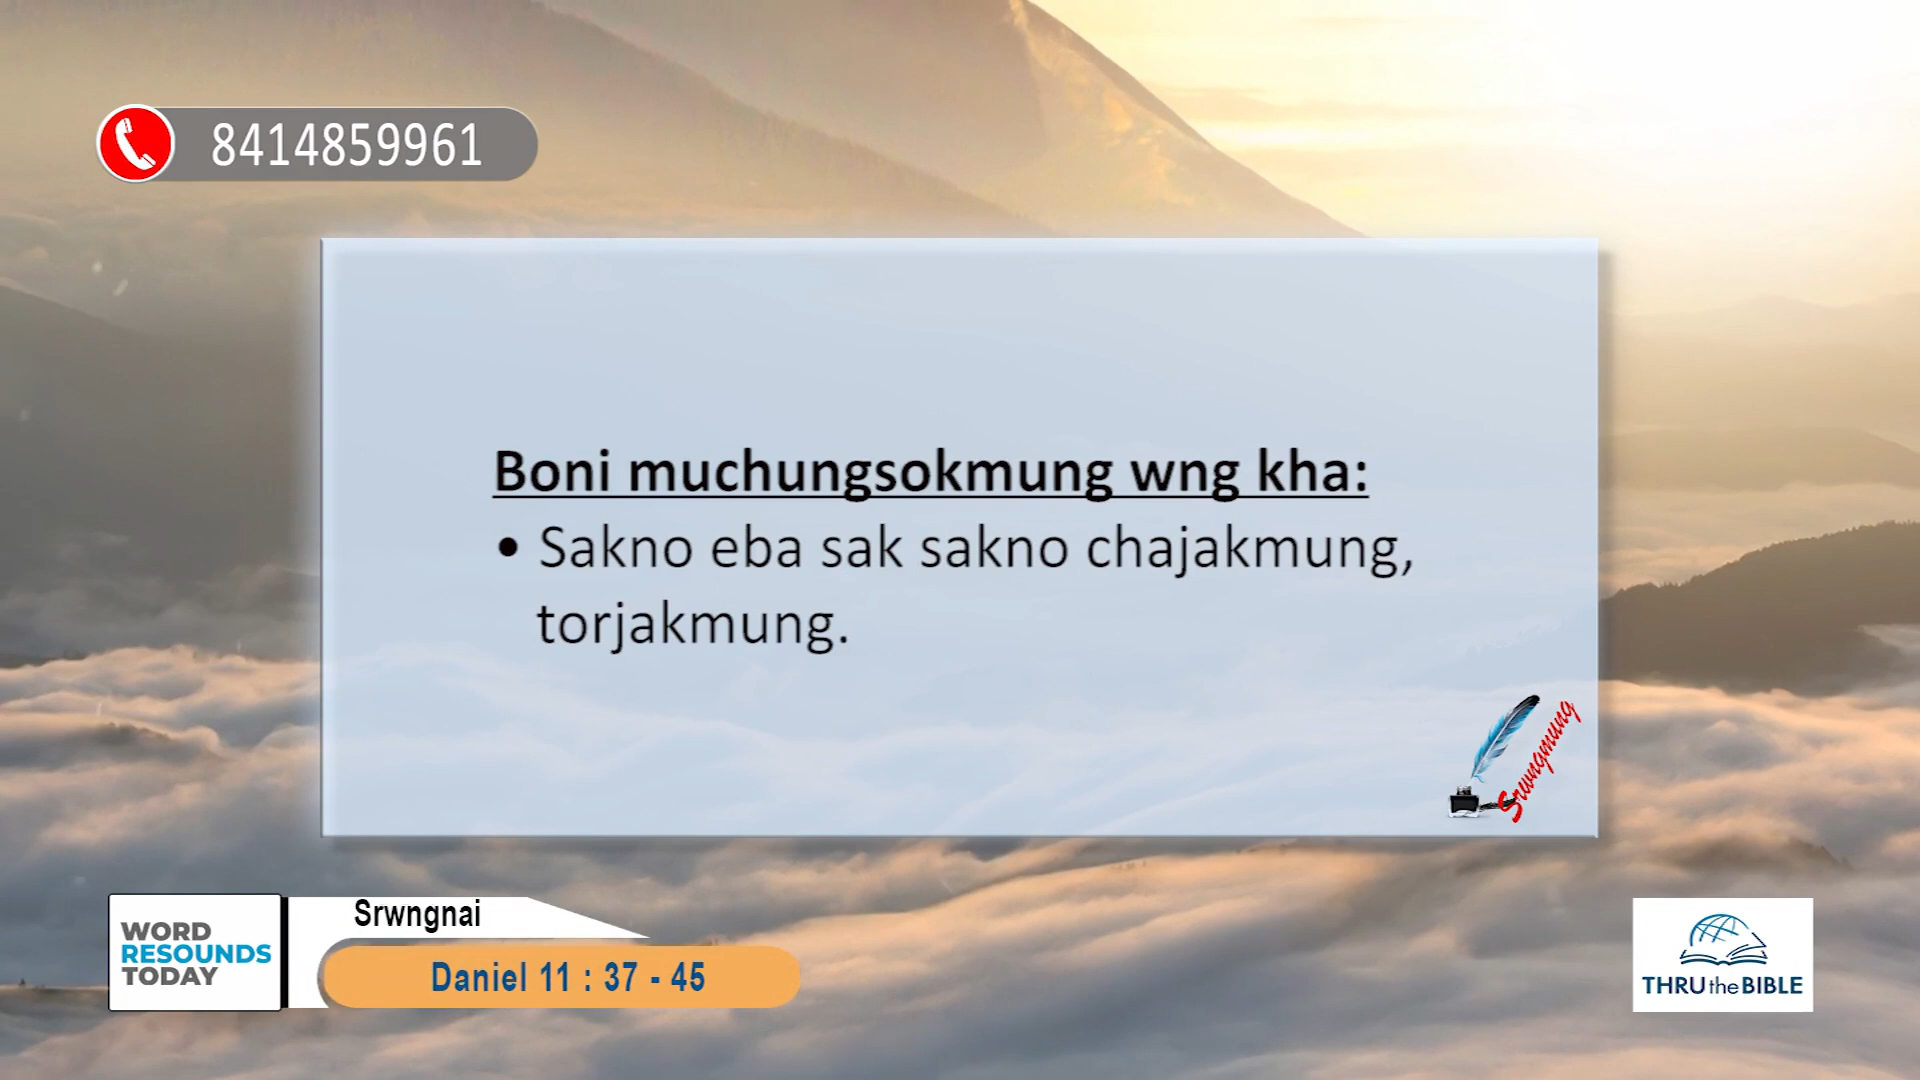 8414859961
Boni muchungsokmung wng kha:
• Sakno eba sak sakno chajakmung,
torjakmung.
Srwngmung
WORD
RESOUNDS
TODAY
Srwngnai
Daniel 11 : 37 - 45
THRU the BIBLE